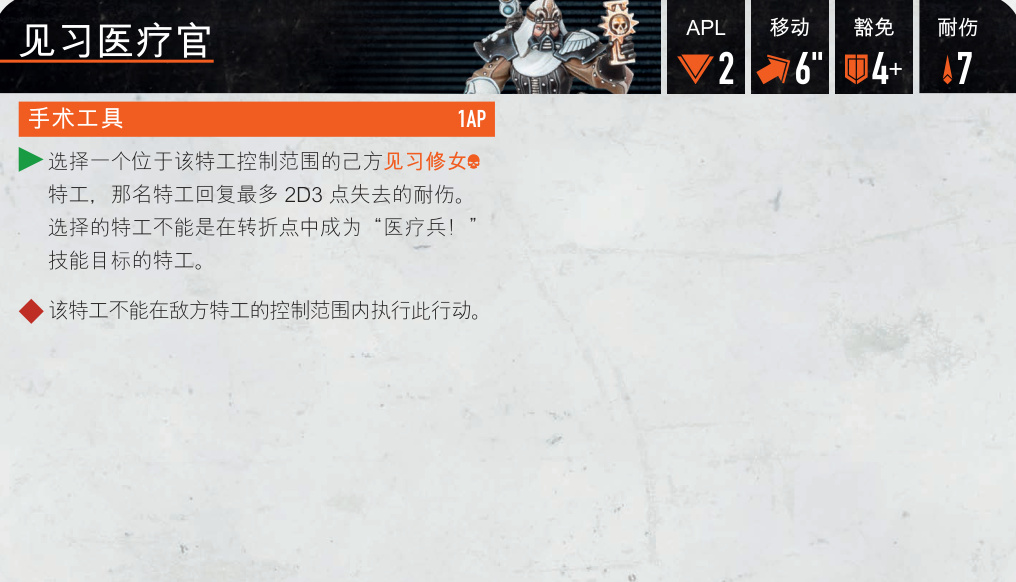 见习医疗官
APL
2
移动
6"
豁免
4+
耐伤
7
手术工具 1AP
选择一个位于该特工控制范围的己方见习修女
特工，那名特工回复最多 2D3 点失去的耐伤。
选择的特工不能是在转折点中成为“医疗兵！”
技能目标的特工。
该特工不能在敌方特工的控制范围内执行此行动。